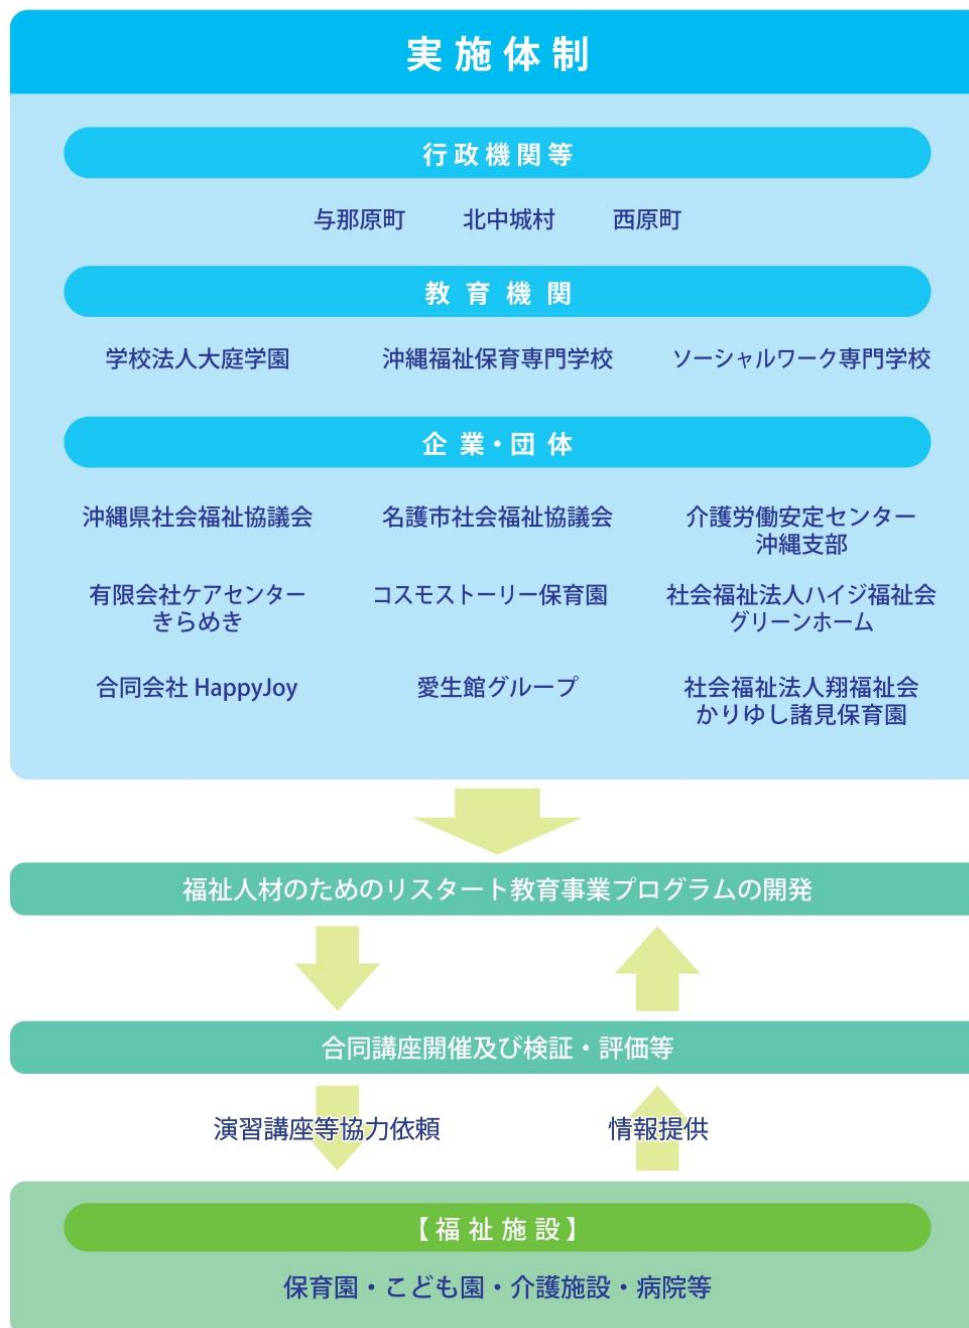 実施体制
行政機関等
与那原町 北中城村 西原町
教育機関
学校法人大庭学園 沖縄福祉保育専門学校 ソーシャルワーク専門学校
企業・団体
沖縄県社会福祉協議会 名護市社会福祉協議会 介護労働安定センター
沖縄支部
有限会社ケアセンター
きらめき
コスモストーリー保育園
社会福祉法人ハイジ福祉会
グリーンホーム
合同会社 HappyJoy 愛生館グループ 社会福祉法人翔福祉会
かりゆし諸見保育園
福祉人材のためのリスタート教育事業プログラムの開発
合同講座開催及び検証・評価等
演習講座等協力依頼 情報提供
【福祉施設】
保育園・こども園・介護施設・病院等